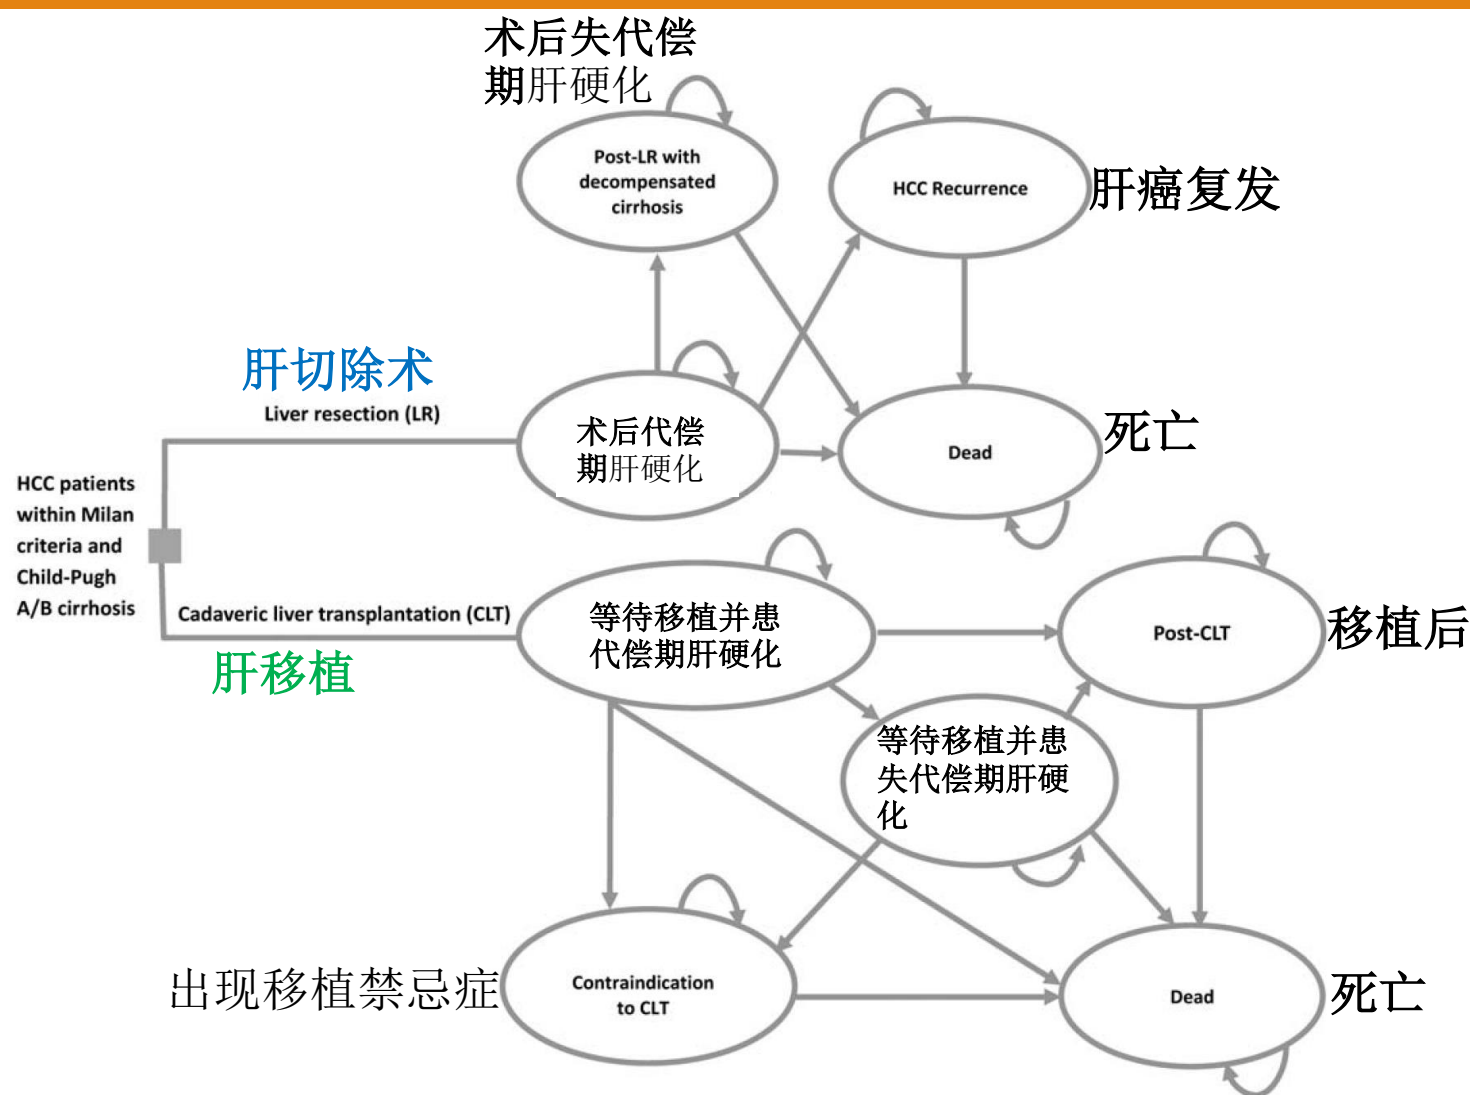 术后失代偿
期肝硬化
Post-LR with
decompensated
cirrhosis
HCC Recurrence
肝癌复发
肝切除术
Liver resection (LR)
术后代偿
期肝硬化
Dead
死亡
HCC patients
within Milan
criteria and
Child-Pugh
A/B cirrhosis
Cadaveric liver transplantation (CLT)
肝移植
等待移植并患
代偿期肝硬化
Post-CLT
移植后
等待移植并患
失代偿期肝硬
化
出现移植禁忌症
Contraindication
to CLT
Dead
死亡